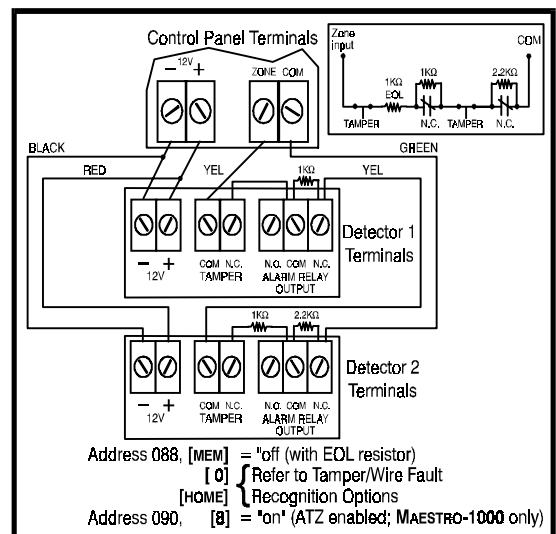 Control Panel Terminals
12V
− +
ZONE COM
Zone input
COM
1KΩ
EOL
1KΩ
2.2KΩ
TAMPER
N.C.
TAMPER
N.C.
BLACK
RED
YEL
GREEN
YEL
1KΩ
Detector 1
Terminals
− +
12V
COM N.C.
TAMPER
N.O. COM N.C.
ALARM RELAY
OUTPUT
1KΩ
2.2KΩ
Detector 2
Terminals
− +
12V
COM N.C.
TAMPER
N.O. COM N.C.
ALARM RELAY
OUTPUT
Address 088, [MEM] = "off (with EOL resistor)
[ 0] { Refer to Tamper/Wire Fault
[HOME] Recognition Options
Address 090, [8] = "on" (ATZ enabled; MAESTRO-1000 only)